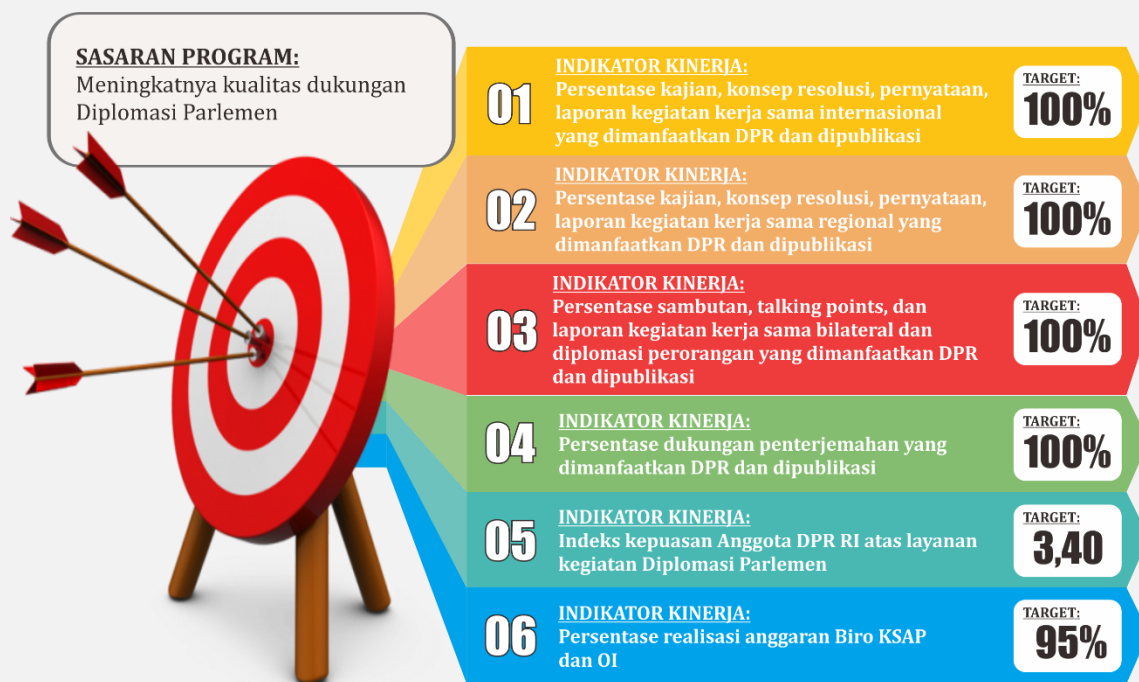 SASARAN PROGRAM:
Meningkatnya kualitas dukungan
Diplomasi Parlemen
01
INDIKATOR KINERJA:
Persentase kajian, konsep resolusi, pernyataan,
laporan kegiatan kerja sama internasional
yang dimanfaatkan DPR dan dipublikasi
TARGET:
100%
02
INDIKATOR KINERJA:
Persentase kajian, konsep resolusi, pernyataan,
laporan kegiatan kerja sama regional yang
dimanfaatkan DPR dan dipublikasi
TARGET:
100%
03
INDIKATOR KINERJA:
Persentase sambutan, talking points, dan
laporan kegiatan kerja sama bilateral dan
diplomasi perorangan yang dimanfaatkan DPR
dan dipublikasi
TARGET:
100%
04
INDIKATOR KINERJA:
Persentase dukungan penterjemahan yang
dimanfaatkan DPR dan dipublikasi
TARGET:
100%
05
INDIKATOR KINERJA:
Indeks kepuasan Anggota DPR RI atas layanan
kegiatan Diplomasi Parlemen
TARGET:
3,40
06
INDIKATOR KINERJA:
Persentase realisasi anggaran Biro KSAP
dan OI
TARGET:
95%